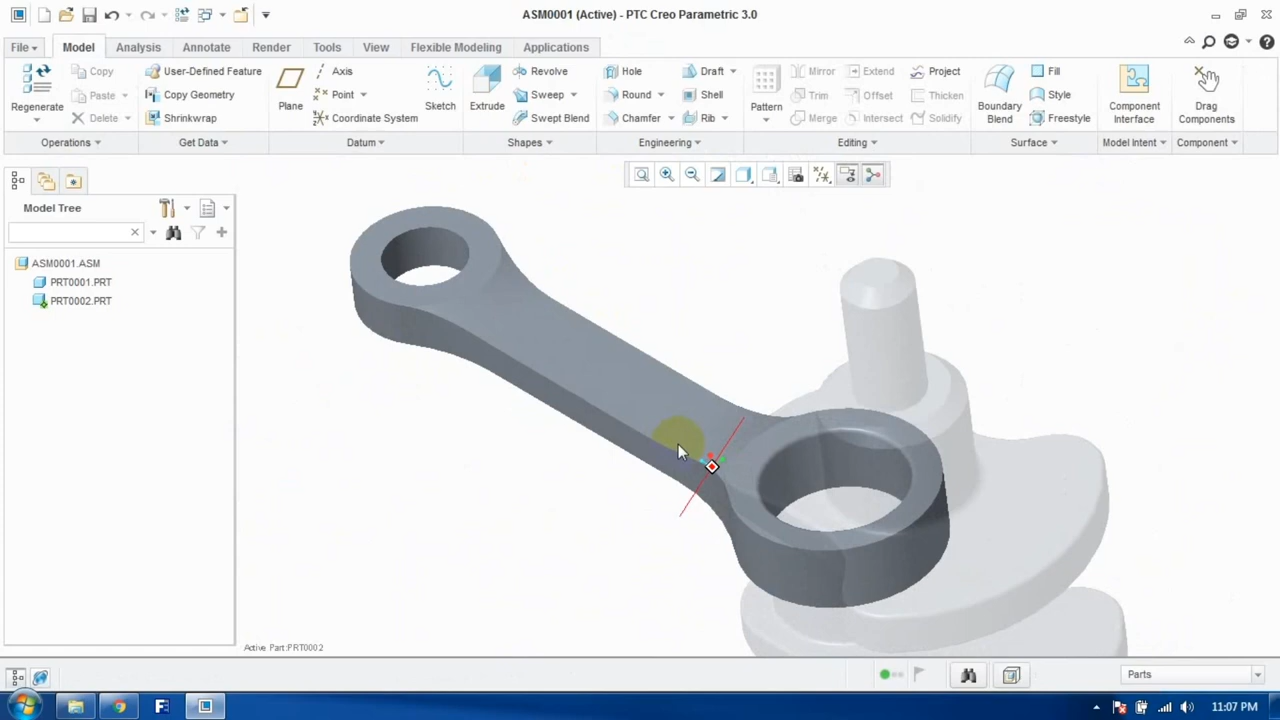 ASM0001 (Active) - PTC Creo Parametric 3.0
File Model Analysis Annotate Render Tools View Flexible Modeling Applications
Copy User-Defined Feature Axis Revolve Hole Draft Mirror Extend Project Fill
Paste Copy Geometry Point Sweep Round Shell Trim Offset Thicken Style
Regenerate Plane Sketch Extrude Pattern Boundary Blend Component Interface Drag Components
Delete Shrinkwrap Coordinate System Swept Blend Chamfer Rib Merge Intersect Solidify Freestyle
Operations Get Data Datum Shapes Engineering Editing Surface Model Intent Component
Model Tree
ASM0001.ASM
PRT0001.PRT
PRT0002.PRT
Active Part:PRT0002
Parts
11:07 PM